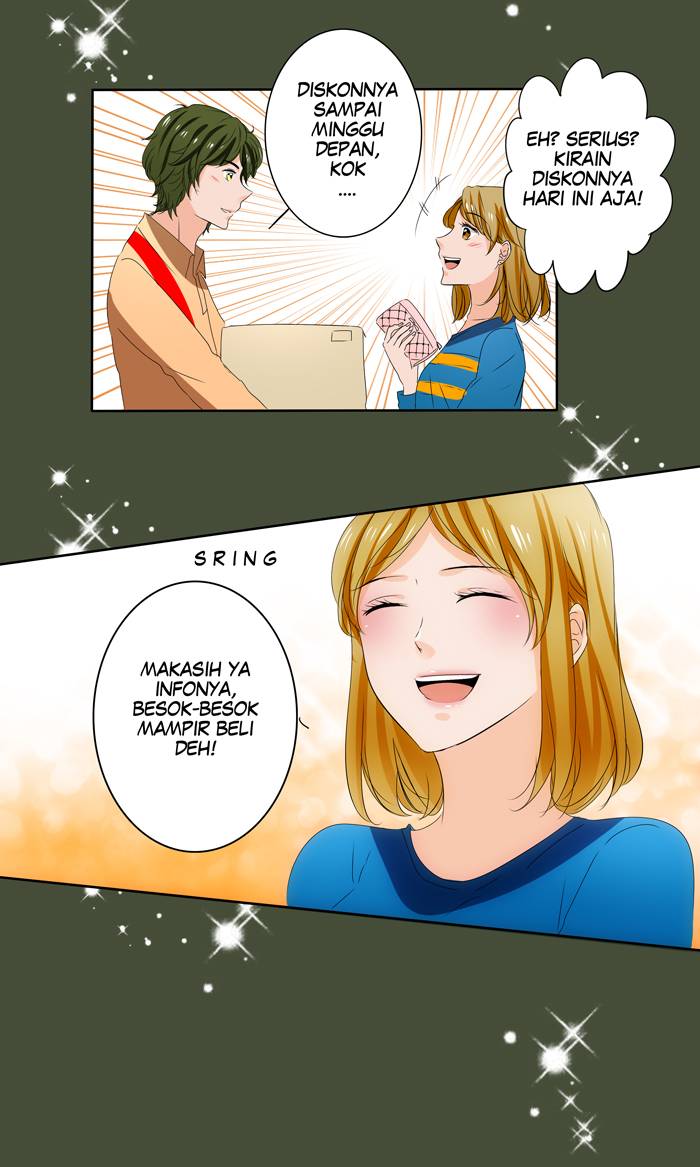 DISKONNYA
SAMPAI
MINGGU
DEPAN,
KOK
....
EH? SERIUS?
KIRAIN
DISKONNYA
HARI INI AJA!
SRING
MAKASIH YA
INFONYA,
BESOK-BESOK
MAMPIR BELI
DEH!